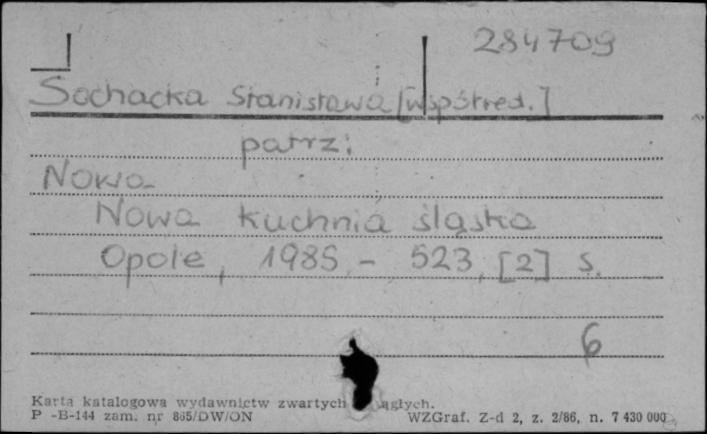 284709
Sochacka Stanisława [współred.]
patrz:
Nowa
Nowa kuchnia śląska
Opole, 1985. - 523, [2] s.
6
Karta katalogowa wydawnictw zwartych ągłych.
P -B-144 zam. nr 865/DW/ON WZGraf. Z-d 2, z. 2/86, n. 7 430 000